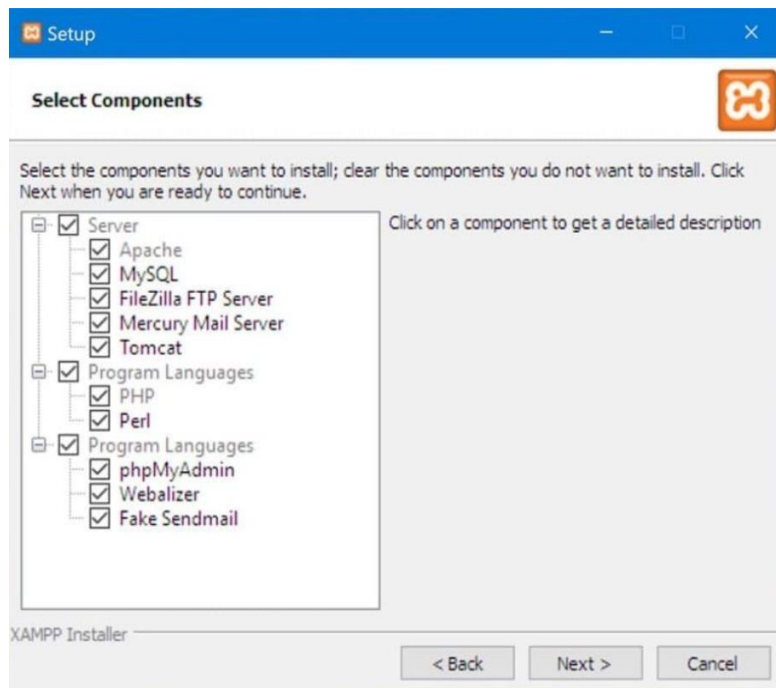 Setup
Select Components
Select the components you want to install; clear the components you do not want to install. Click
Next when you are ready to continue.
Server
Click on a component to get a detailed description
Apache
MySQL
FileZilla FTP Server
Mercury Mail Server
Tomcat
Program Languages
PHP
Perl
Program Languages
phpMyAdmin
Webalizer
Fake Sendmail
XAMPP Installer
< Back
Next >
Cancel